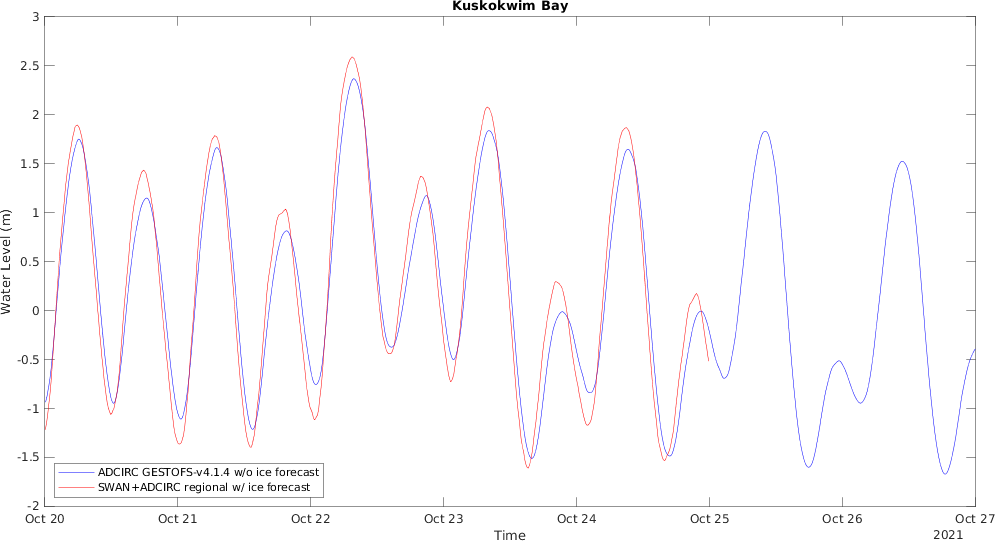 Kuskokwim Bay
3
2.5
2
1.5
1
0.5
0
-0.5
-1
-1.5
-2
Water Level (m)
ADCIRC GESTOFS-v4.1.4 w/o ice forecast
SWAN+ADCIRC regional w/ ice forecast
Oct 20 Oct 21 Oct 22 Oct 23 Oct 24 Oct 25 Oct 26 Oct 27
Time
2021